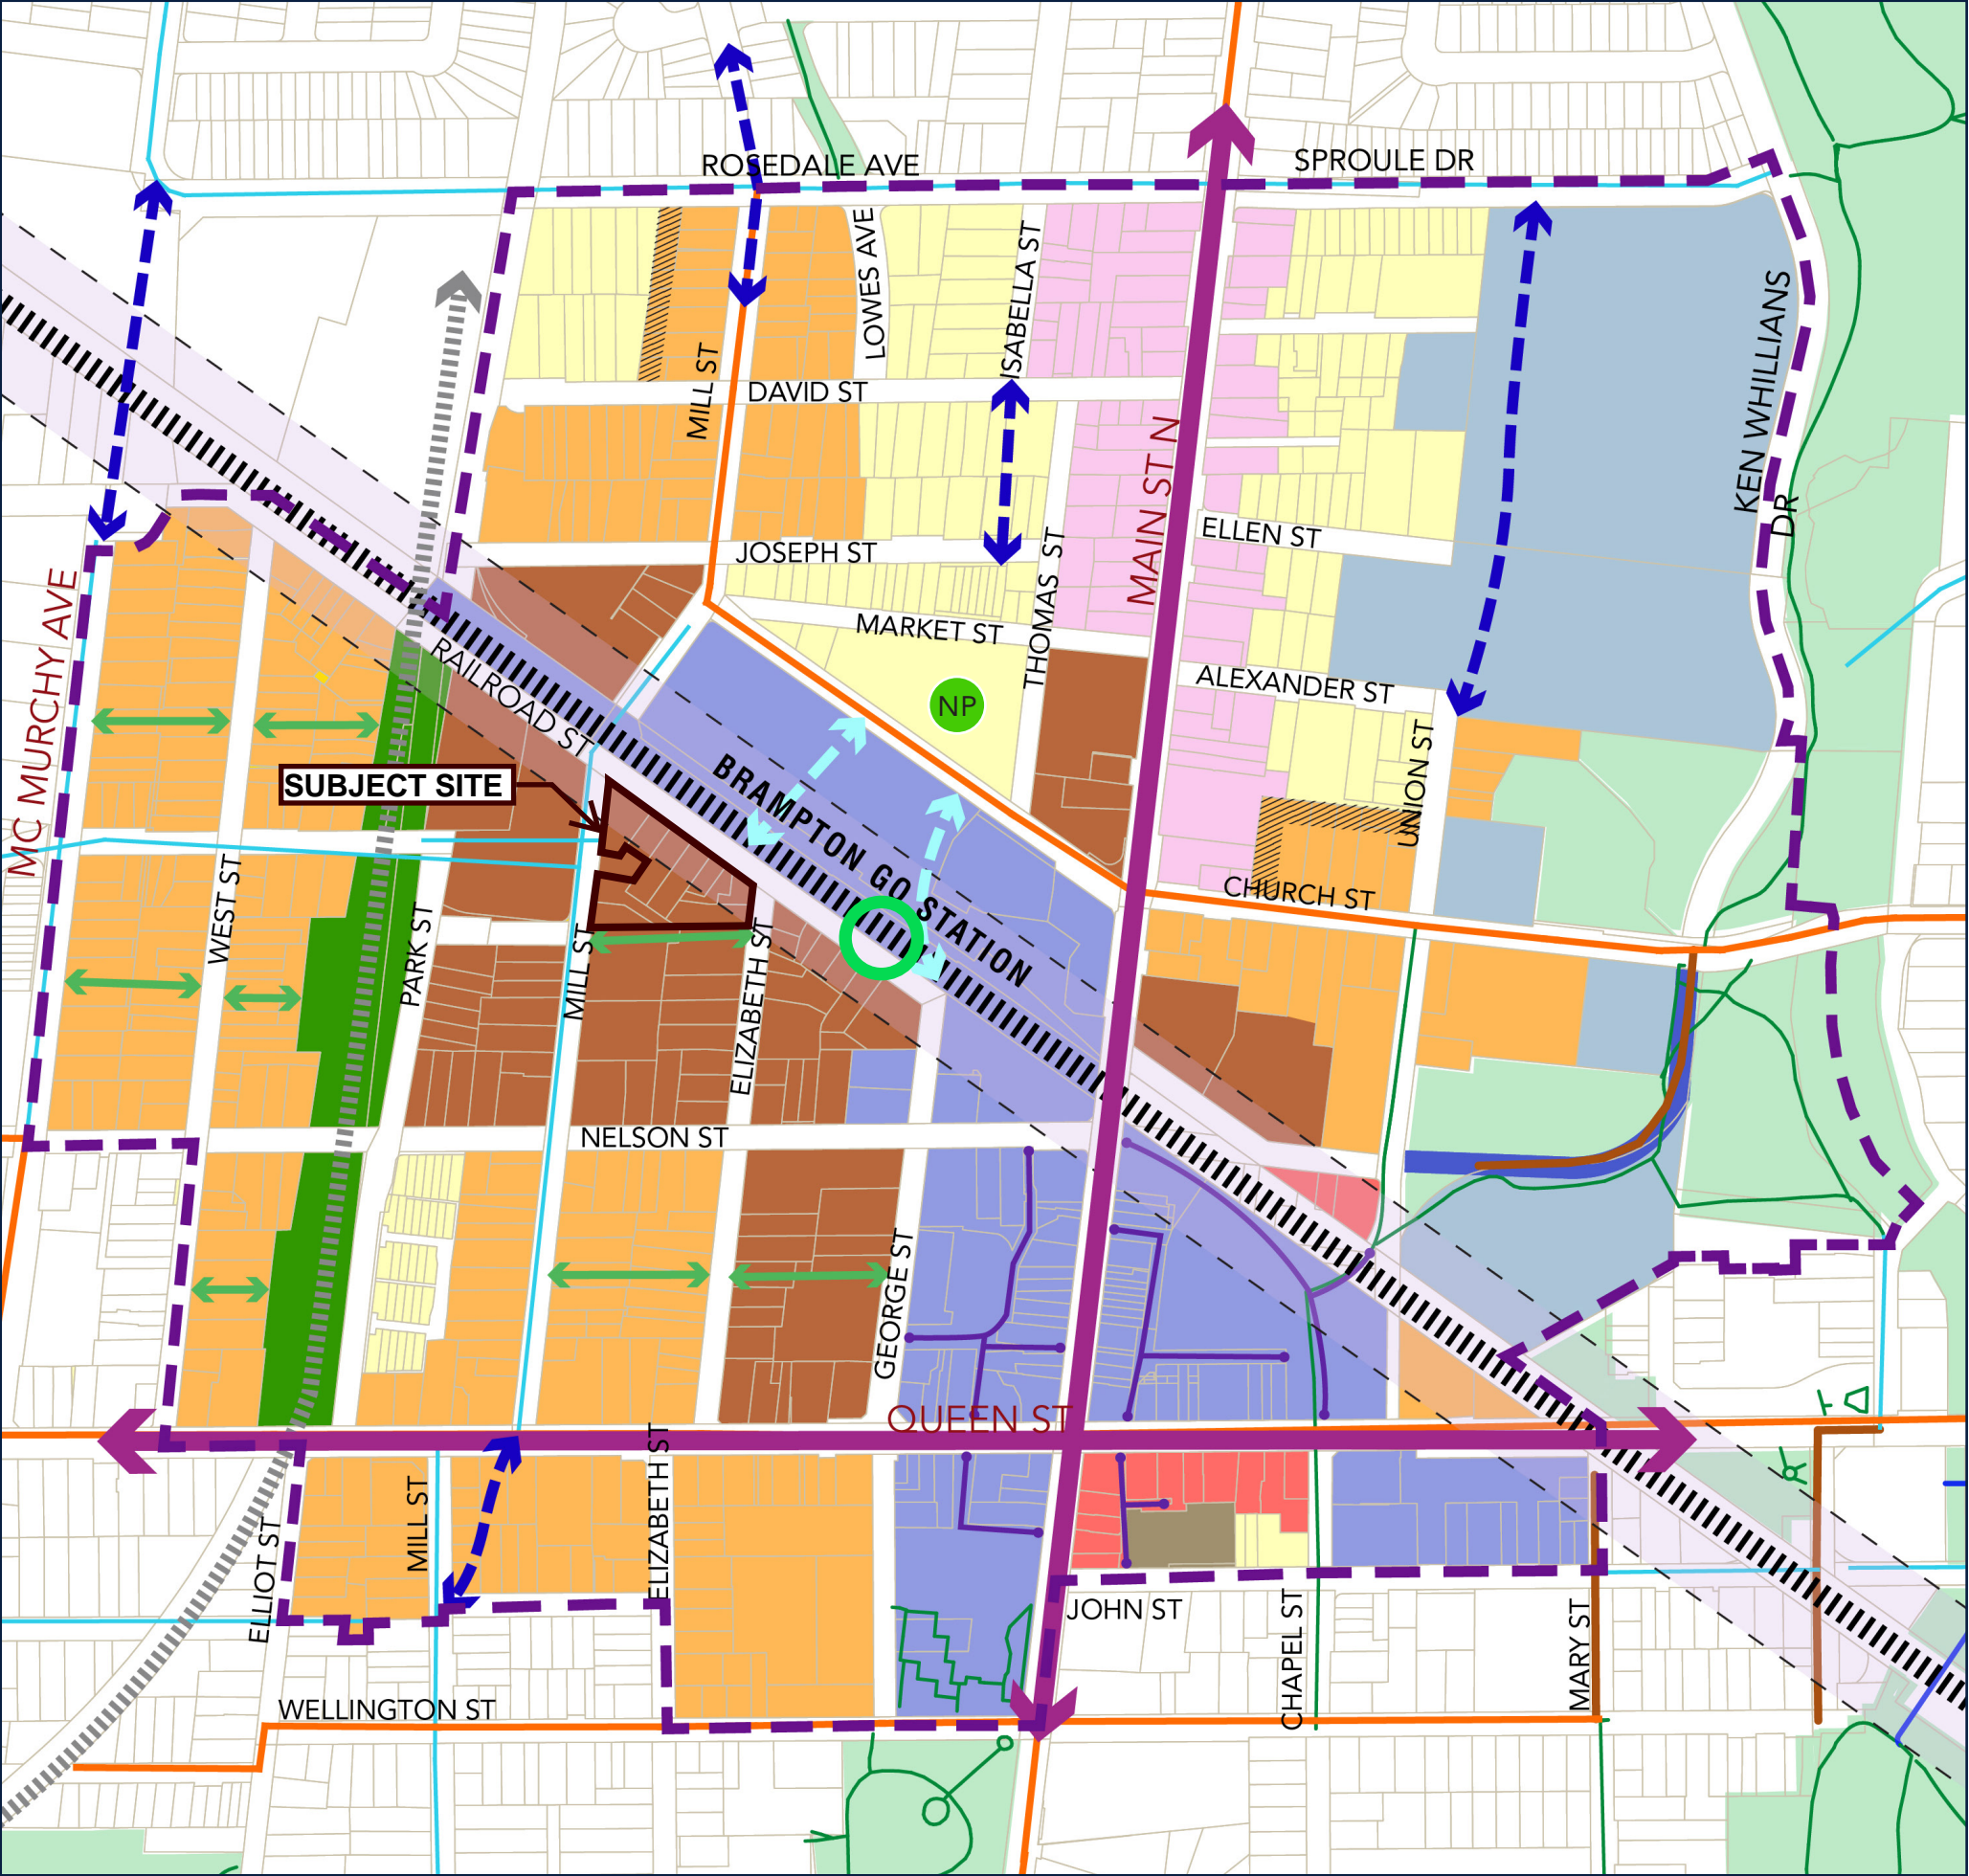 ROSEDALE AVE
SPROULE DR
LOWES AVE
ISABELLA ST
KEN WHILLIANS
DR
MILL ST
DAVID ST
MAIN ST N
ELLEN ST
JOSEPH ST
THOMAS ST
MARKET ST
MC MURCHY AVE
RAILROAD ST
ALEXANDER ST
NP
UNION ST
SUBJECT SITE
BRAMPTON GO STATION
CHURCH ST
WEST ST
PARK ST
MILL ST
ELIZABETH ST
NELSON ST
GEORGE ST
QUEEN ST
MILL ST
ELIZABETH ST
ELLIOT ST
JOHN ST
CHAPEL ST
MARY ST
WELLINGTON ST